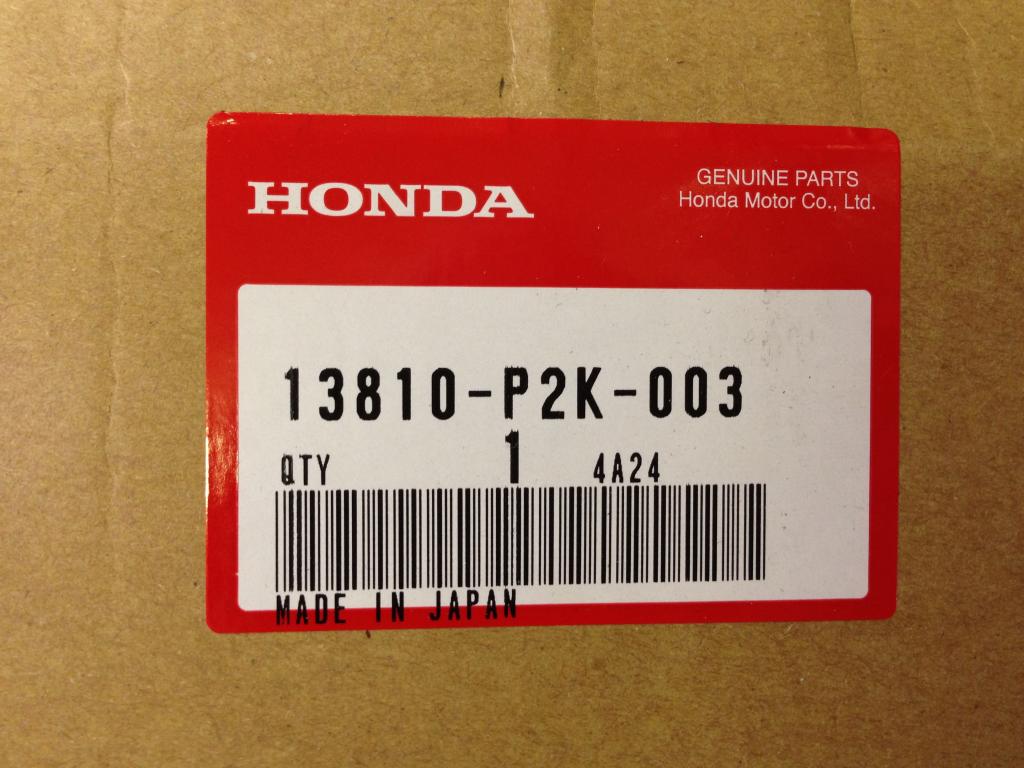 HONDA
GENUINE PARTS
Honda Motor Co., Ltd.
13810-P2K-003
QTY 1 4A24
MADE IN JAPAN